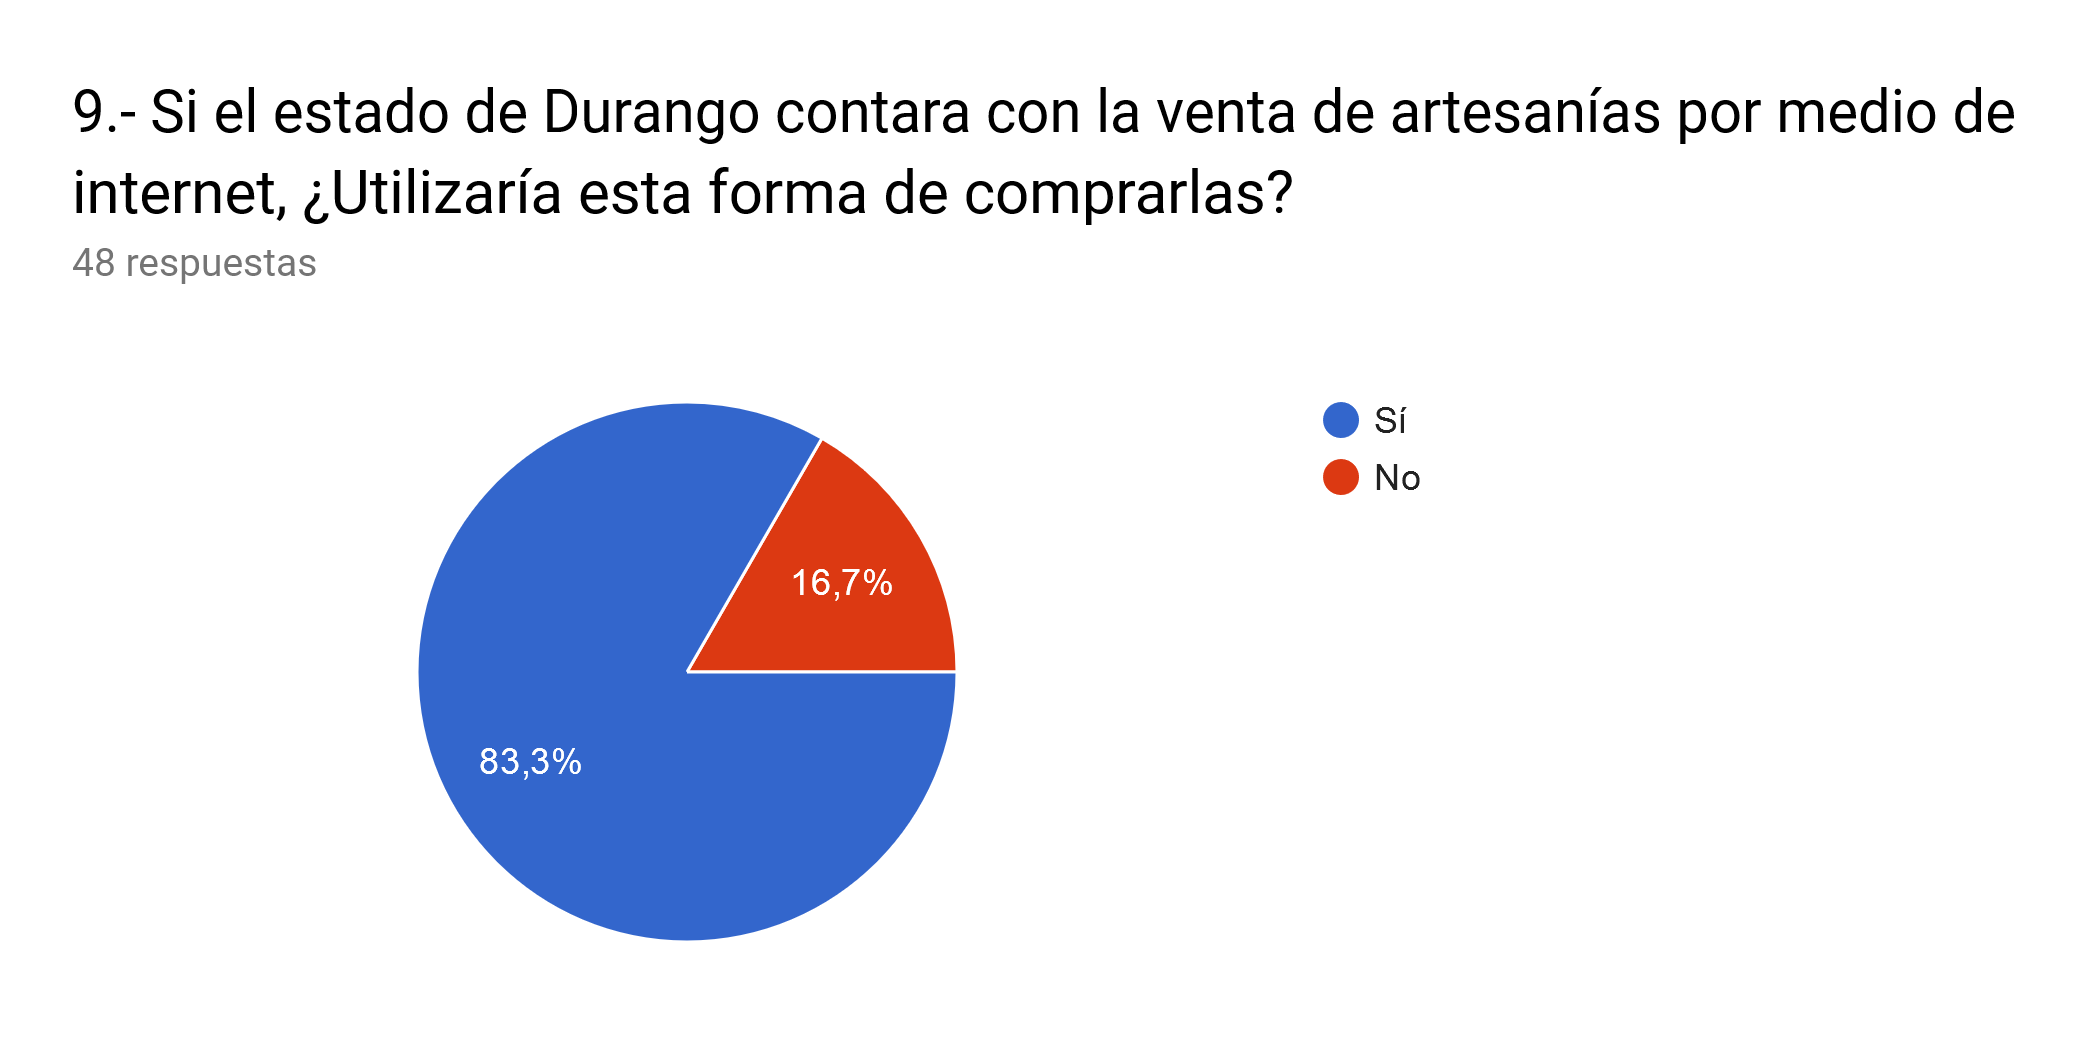 9.- Si el estado de Durango contara con la venta de artesanías por medio de
internet, ¿Utilizaría esta forma de comprarlas?
48 respuestas
Sí
No
16,7%
83,3%